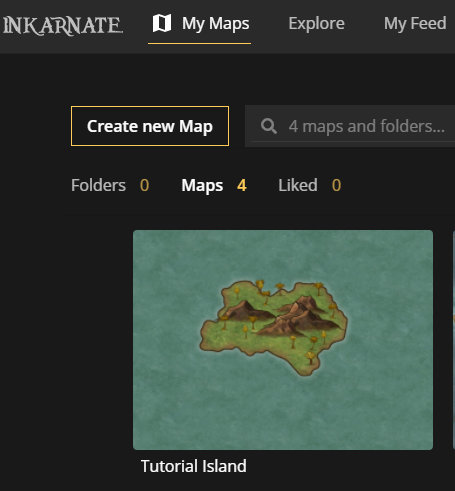 INKARNATE
My Maps
Explore
My Feed
Create new Map
4 maps and folders...
Folders 0
Maps 4
Liked 0
Tutorial Island